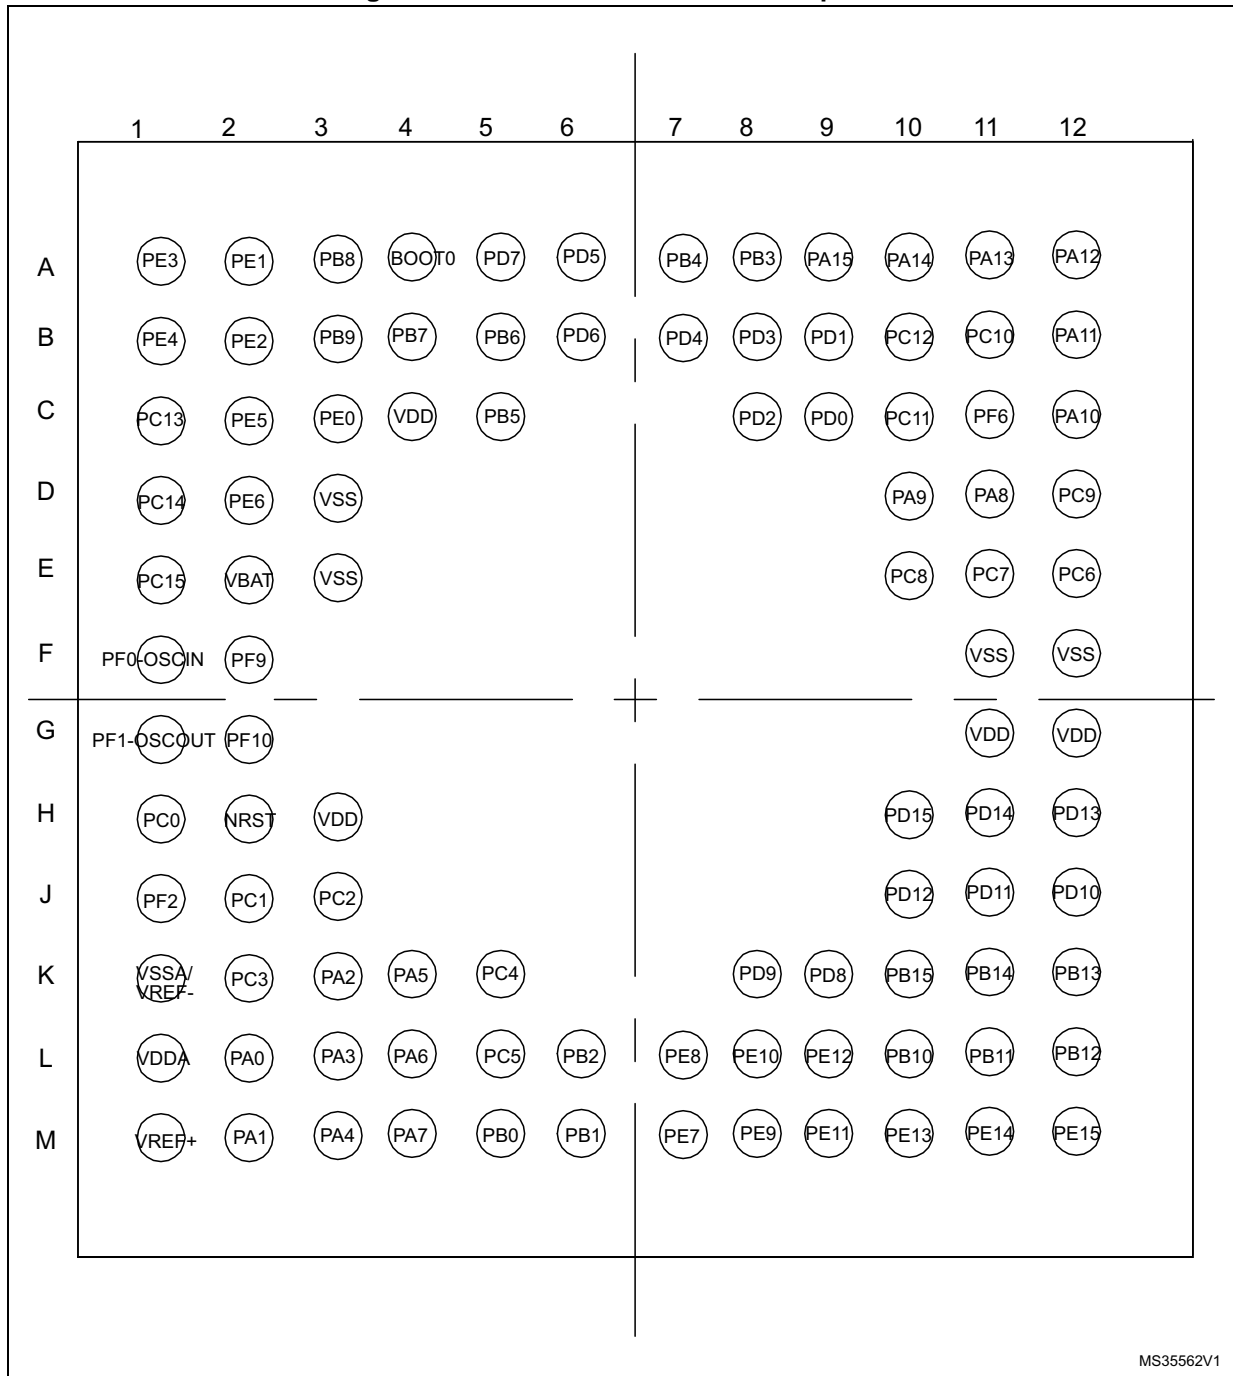 1 2 3 4 5 6 7 8 9 10 11 12
A PE3 PE1 PB8 BOOT0 PD7 PD5 PB4 PB3 PA15 PA14 PA13 PA12
B PE4 PE2 PB9 PB7 PB6 PD6 PD4 PD3 PD1 PC12 PC10 PA11
C PC13 PE5 PE0 VDD PB5 PD2 PD0 PC11 PF6 PA10
D PC14 PE6 VSS PA9 PA8 PC9
E PC15 VBAT VSS PC8 PC7 PC6
F PF0-OSCIN PF9 VSS VSS
G PF1-OSCOUT PF10 VDD VDD
H PC0 NRST VDD PD15 PD14 PD13
J PF2 PC1 PC2 PD12 PD11 PD10
K VSSA/
VREF- PC3 PA2 PA5 PC4 PD9 PD8 PB15 PB14 PB13
L VDDA PA0 PA3 PA6 PC5 PB2 PE8 PE10 PE12 PB10 PB11 PB12
M VREF+ PA1 PA4 PA7 PB0 PB1 PE7 PE9 PE11 PE13 PE14 PE15
MS35562V1